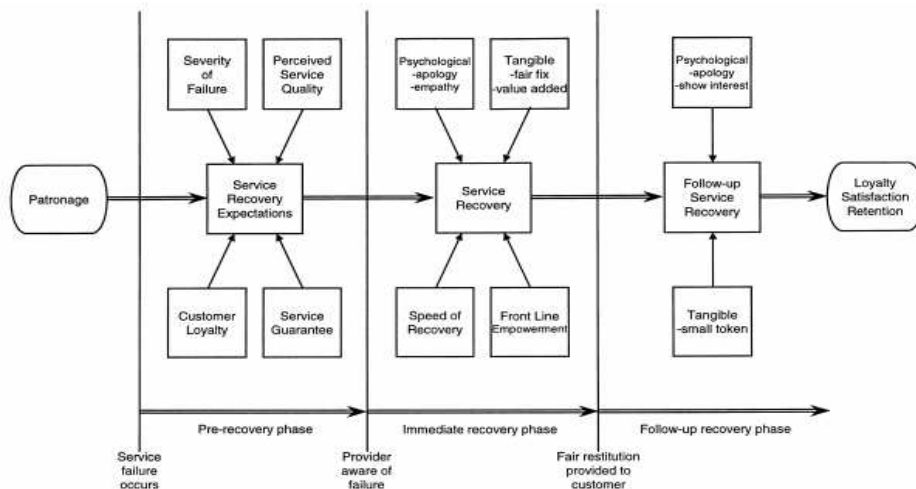 Severity
of
Failure
Perceived
Service
Quality
Psychological
-apology
-empathy
Tangible
-fair fix
-value added
Psychological
-apology
-show interest
Patronage
Service
Recovery
Expectations
Service
Recovery
Follow-up
Service
Recovery
Loyalty
Satisfaction
Retention
Customer
Loyalty
Service
Guarantee
Speed of
Recovery
Front Line
Empowerment
Tangible
-small token
Pre-recovery phase
Immediate recovery phase
Follow-up recovery phase
Service
failure
occurs
Provider
aware of
failure
Fair restitution
provided to
customer